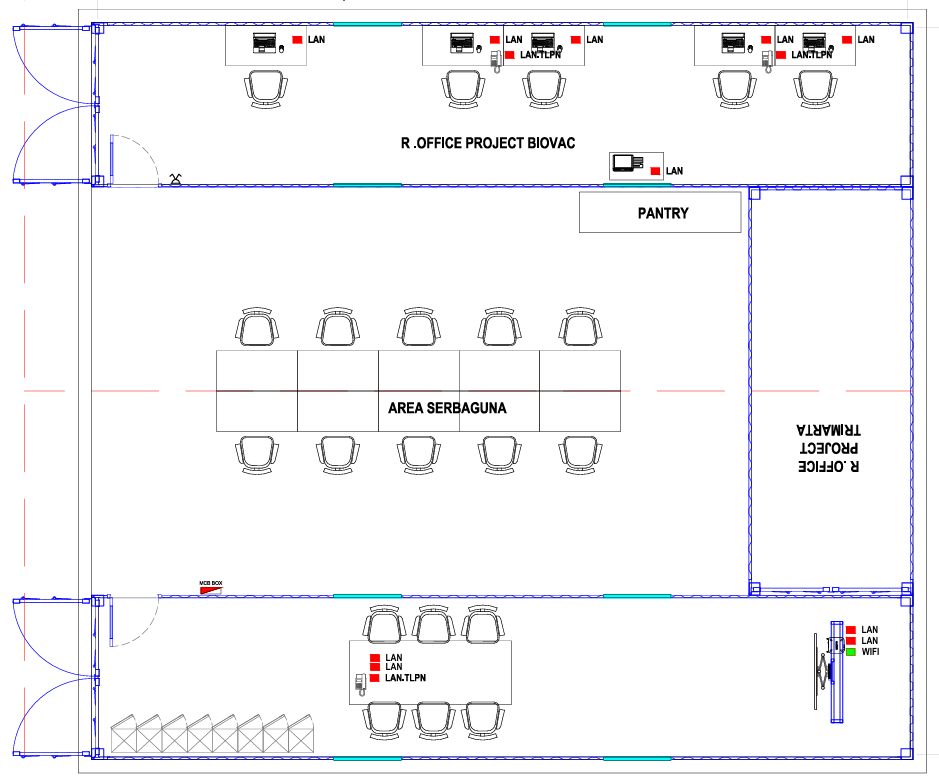 LAN
LAN
LAN
LAN
LAN
LAN.TLPN
LAN.TLPN
R .OFFICE PROJECT BIOVAC
LAN
PANTRY
AREA SERBAGUNA
R .OFFICE
PROJECT
TRIMARTA
MCB BOX
LAN
LAN
LAN.TLPN
LAN
LAN
WIFI